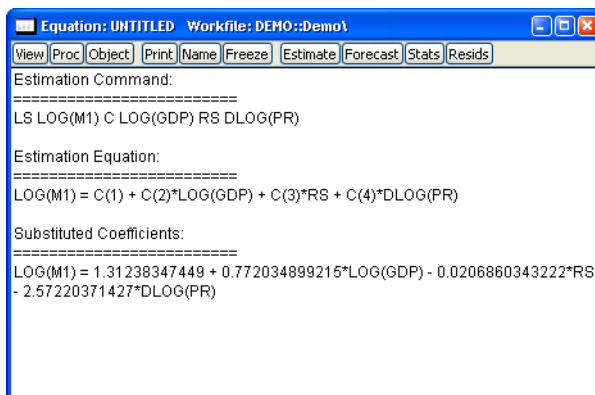 Equation: UNTITLED Workfile: DEMO::Demo\
View Proc Object Print Name Freeze Estimate Forecast Stats Resids
Estimation Command:
=========================
LS LOG(M1) C LOG(GDP) RS DLOG(PR)
Estimation Equation:
=========================
LOG(M1) = C(1) + C(2)*LOG(GDP) + C(3)*RS + C(4)*DLOG(PR)
Substituted Coefficients:
=========================
LOG(M1) = 1.31238347449 + 0.772034899215*LOG(GDP) - 0.0206860343222*RS
- 2.57220371427*DLOG(PR)